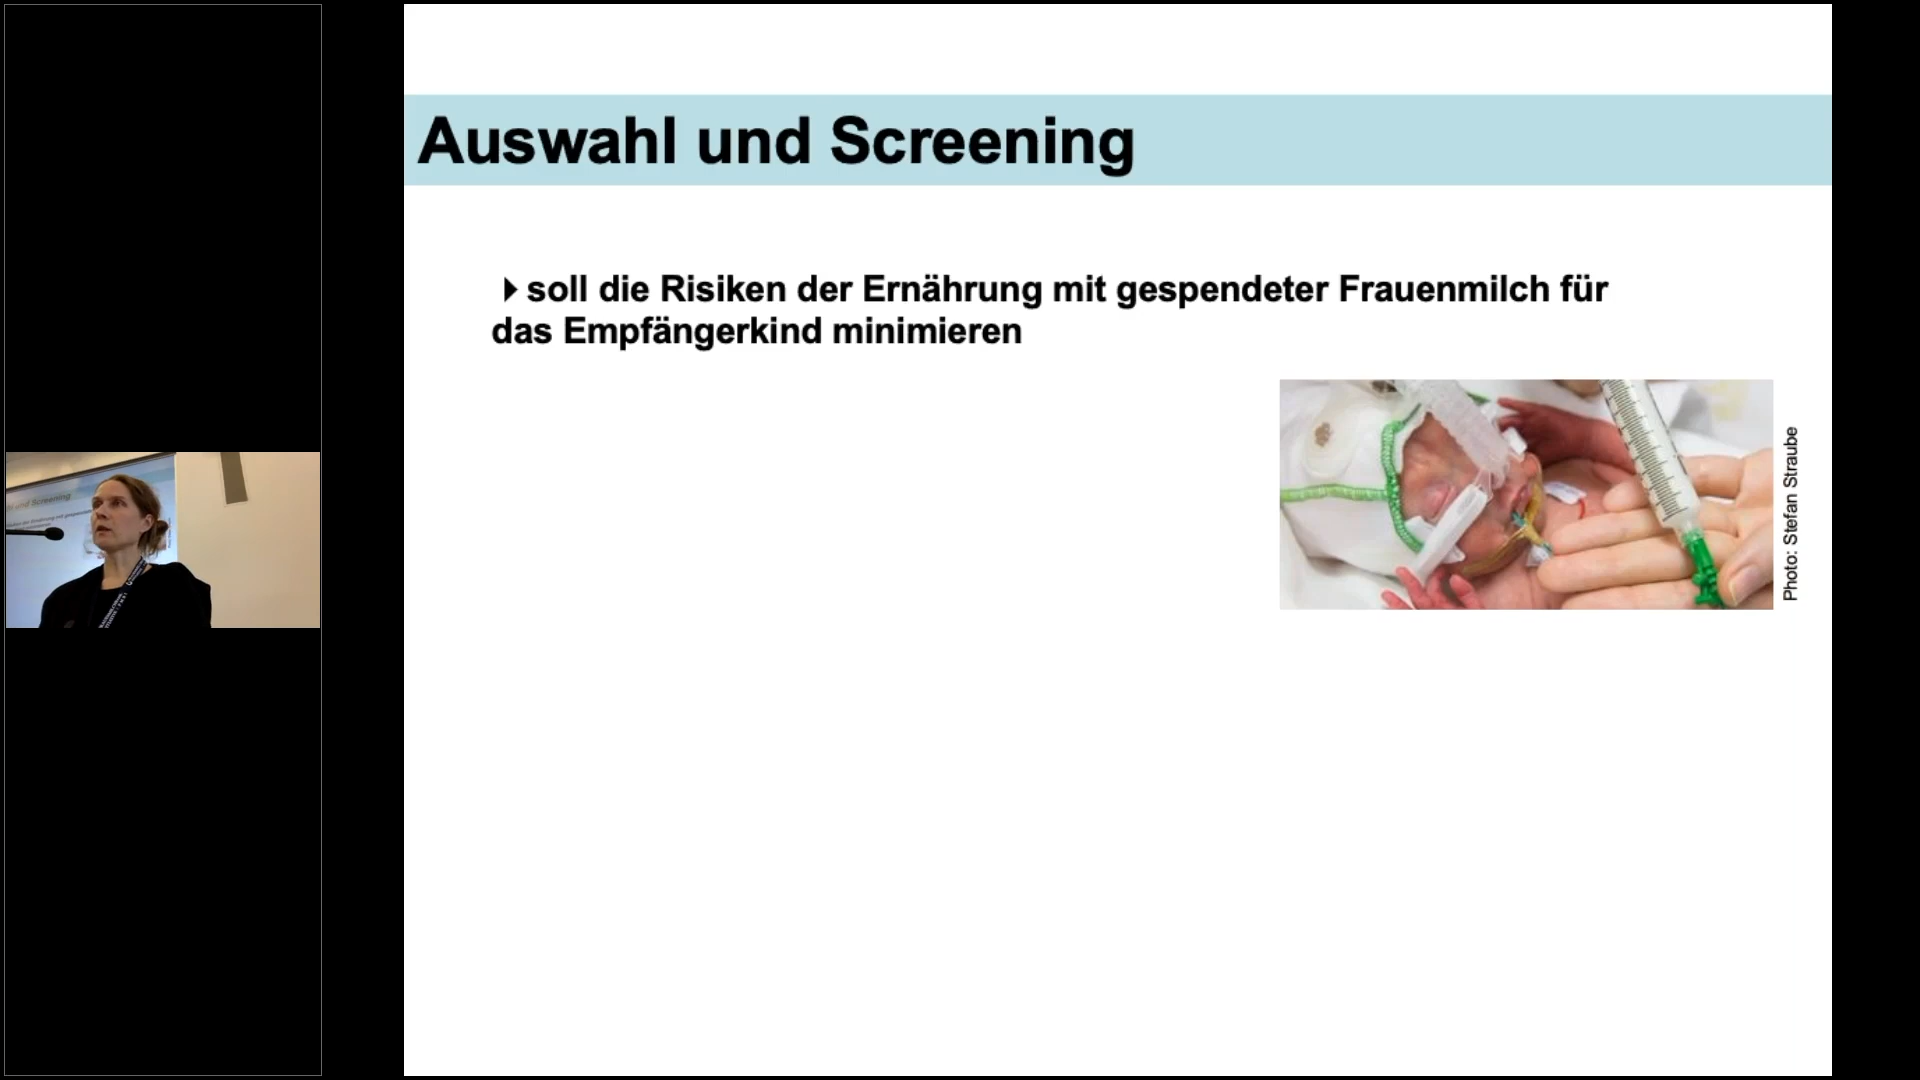 Auswahl und Screening
soll die Risiken der Ernährung mit gespendeter Frauenmilch für
das Empfängerkind minimieren
Photo: Stefan Straube